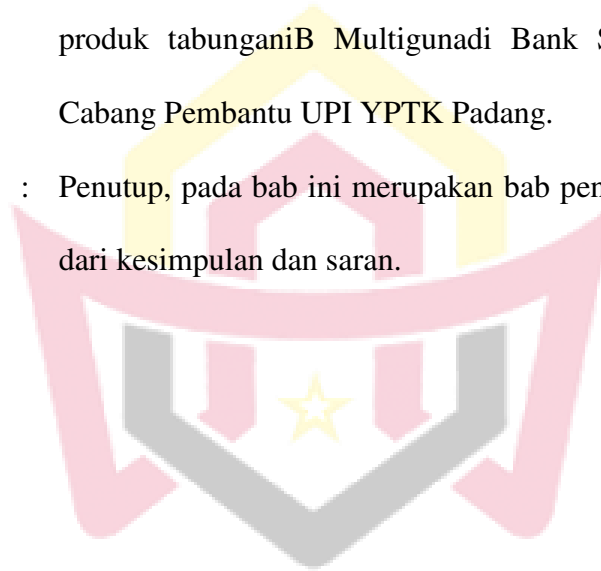 produk tabunganiB Multigunadi Bank S
Cabang Pembantu UPI YPTK Padang.
: Penutup, pada bab ini merupakan bab pen
dari kesimpulan dan saran.